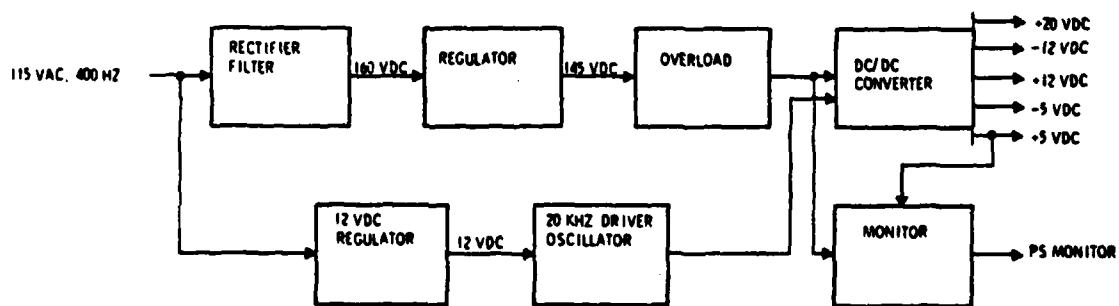 115 VAC, 400 HZ
RECTIFIER
FILTER
160 VDC
REGULATOR
145 VDC
OVERLOAD
DC/DC
CONVERTER
+20 VDC
-12 VDC
+12 VDC
-5 VDC
+5 VDC
12 VDC
REGULATOR
12 VDC
20 KHZ DRIVER
OSCILLATOR
MONITOR
PS MONITOR